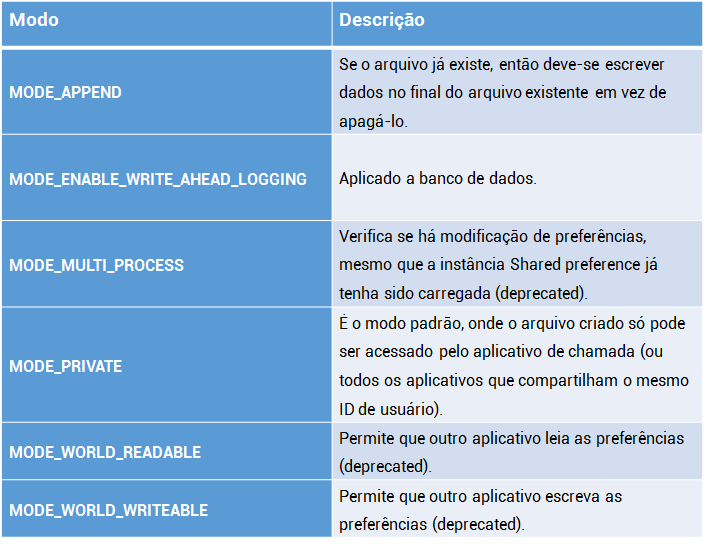 Modo Descrição
MODE_APPEND
Se o arquivo já existe, então deve-se escrever
dados no final do arquivo existente em vez de
apagá-lo.
MODE_ENABLE_WRITE_AHEAD_LOGGING Aplicado a banco de dados.
MODE_MULTI_PROCESS
Verifica se há modificação de preferências,
mesmo que a instância Shared preference já
tenha sido carregada (deprecated).
MODE_PRIVATE
É o modo padrão, onde o arquivo criado só pode
ser acessado pelo aplicativo de chamada (ou
todos os aplicativos que compartilham o mesmo
ID de usuário).
MODE_WORLD_READABLE
Permite que outro aplicativo leia as preferências
(deprecated).
MODE_WORLD_WRITEABLE
Permite que outro aplicativo escreva as
preferências (deprecated).